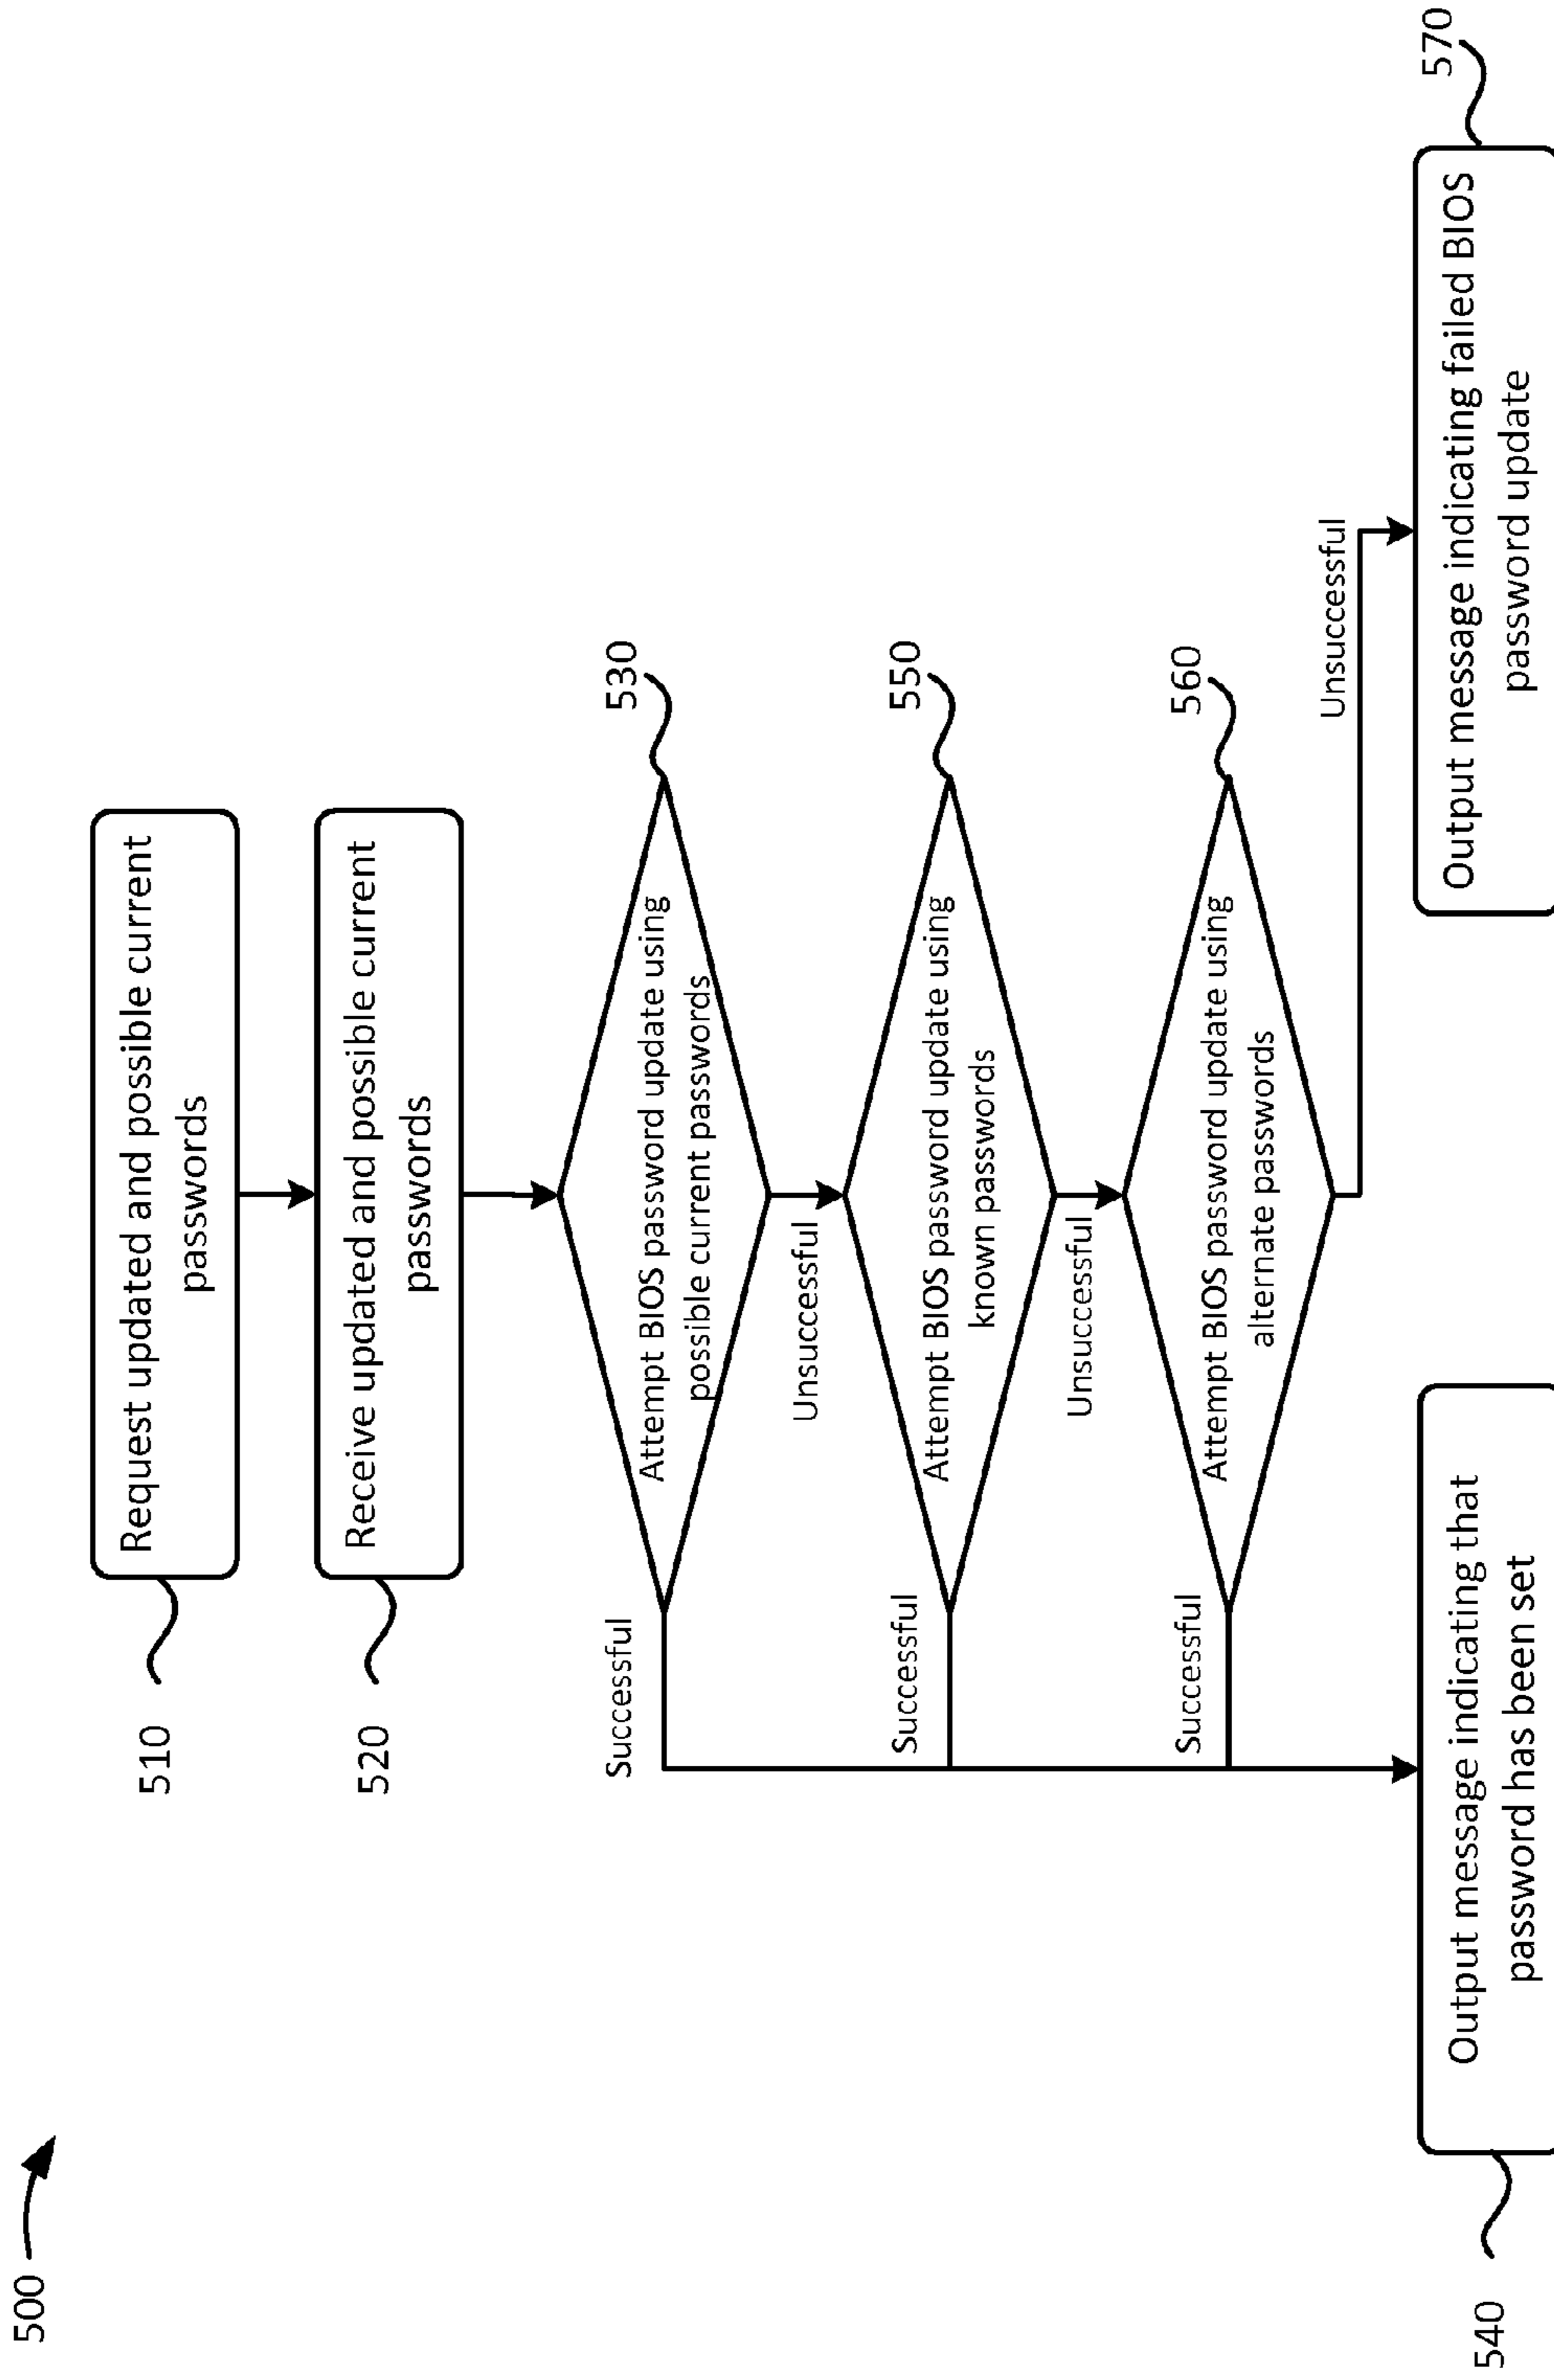 500
510
Request updated and possible current
passwords
520
Receive updated and possible current
passwords
530
Attempt BIOS password update using
possible current passwords
Successful
Unsuccessful
550
Attempt BIOS password update using
known passwords
Successful
Unsuccessful
560
Attempt BIOS password update using
alternate passwords
Successful
Unsuccessful
540
Output message indicating that
password has been set
570
Output message indicating failed BIOS
password update